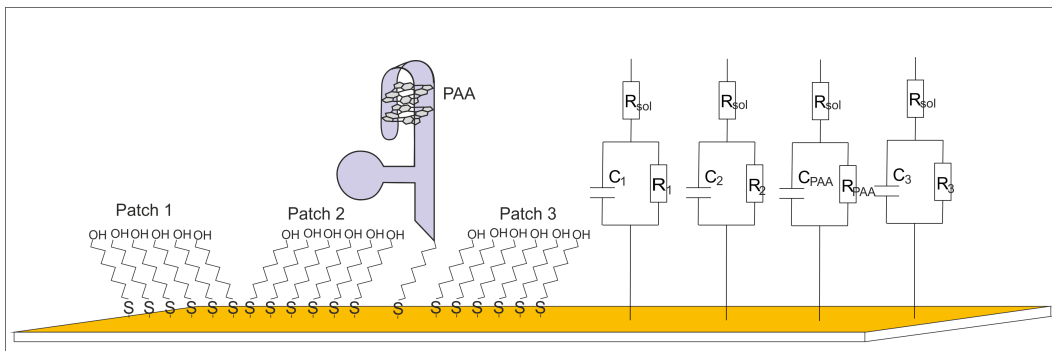 PAA
Patch 1
Patch 2
Patch 3
OH OH OH OH OH OH
OH OH OH OH OH OH
OH OH OH OH OH OH
S S S S S S S S S S S S S S S S S S S
Rsol
C1
R1
Rsol
C2
R2
Rsol
CPAA
RPAA
Rsol
C3
R3